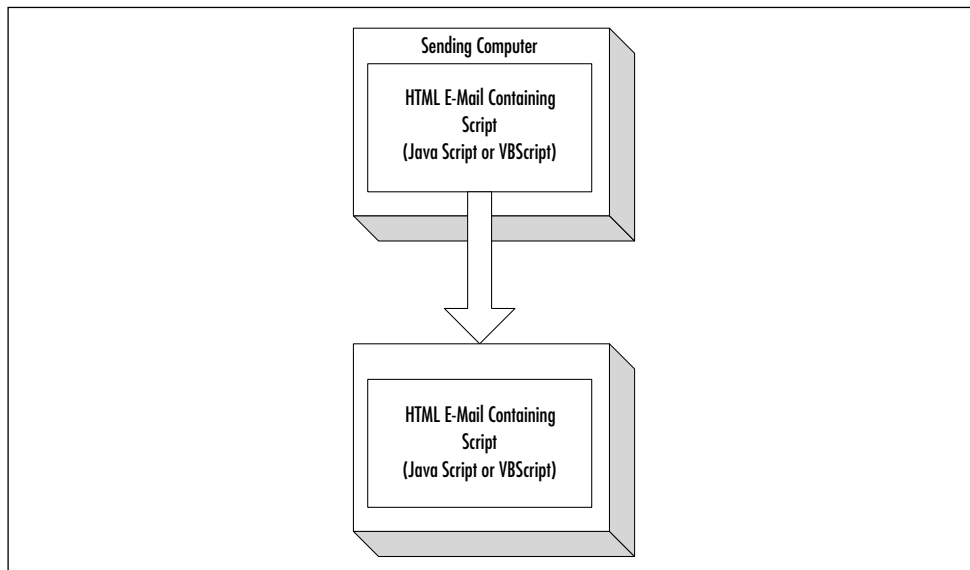 Sending Computer
HTML E-Mail Containing
Script
(Java Script or VBScript)
HTML E-Mail Containing
Script
(Java Script or VBScript)